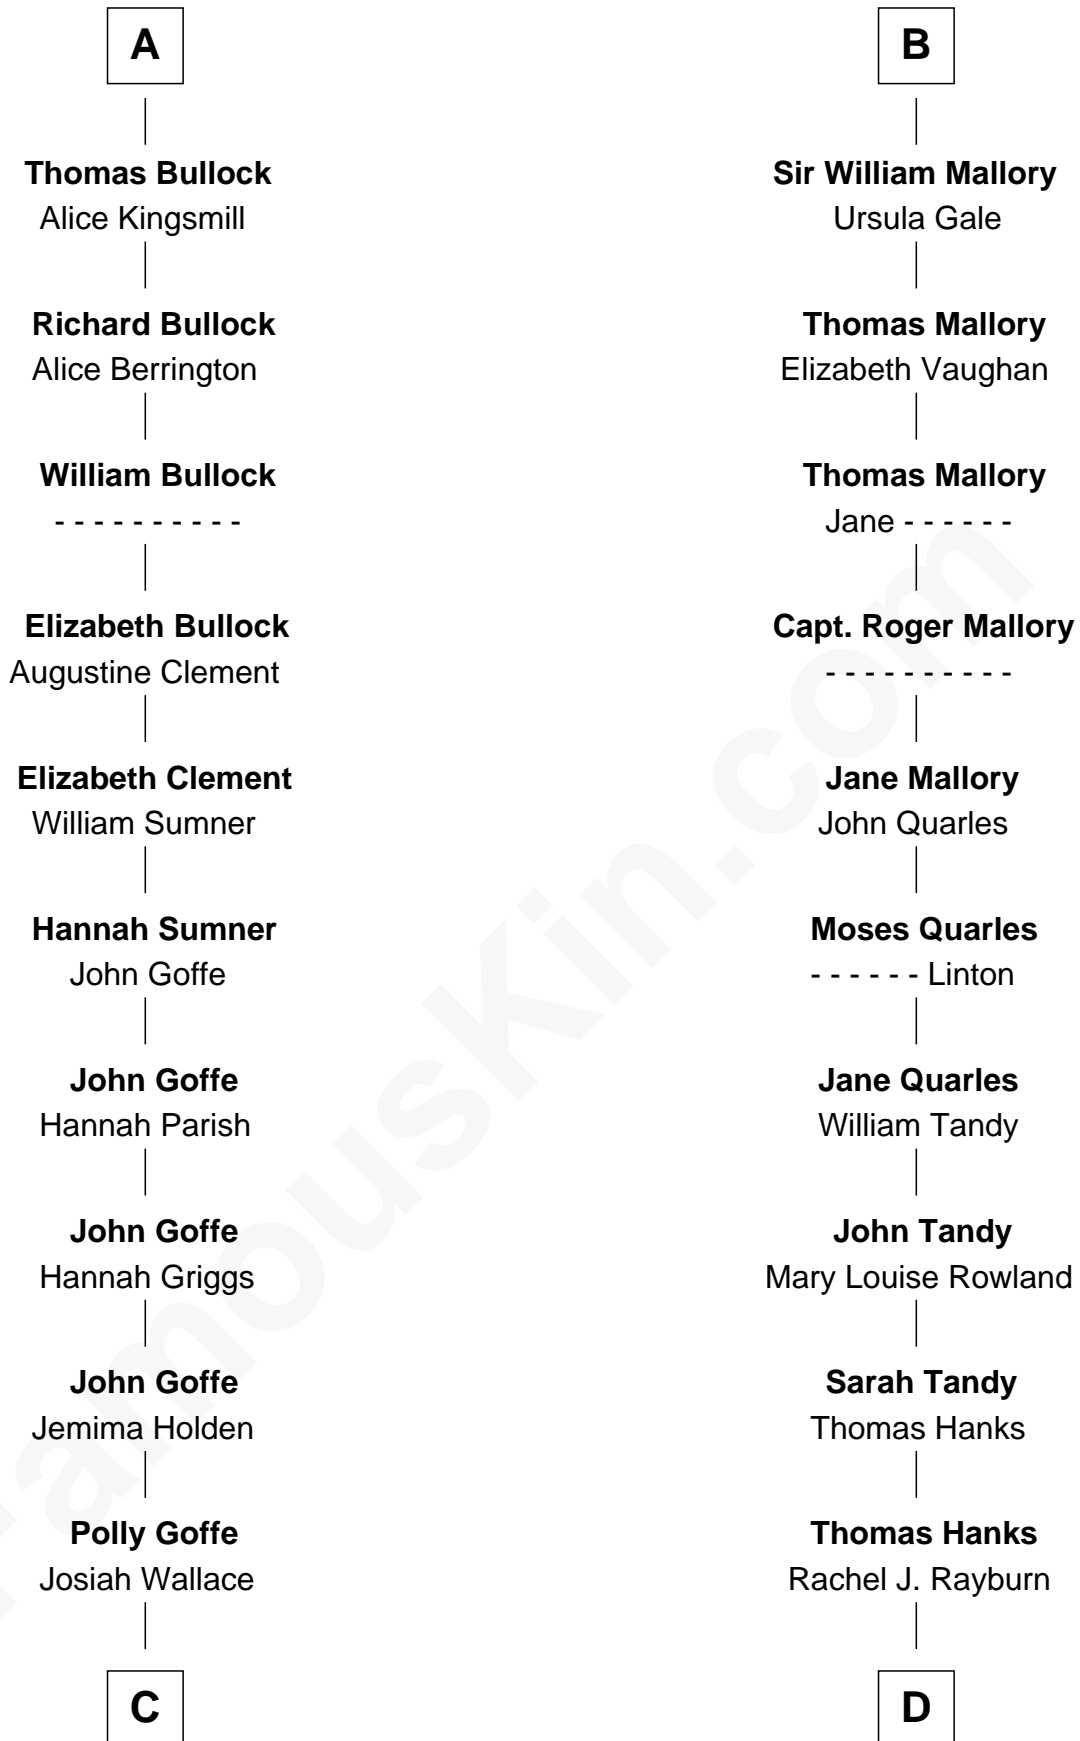 A
Thomas Bullock
Alice Kingsmill
Richard Bullock
Alice Berrington
William Bullock
- - - - - - - - - -
Elizabeth Bullock
Augustine Clement
Elizabeth Clement
William Sumner
Hannah Sumner
John Goffe
John Goffe
Hannah Parish
John Goffe
Hannah Griggs
John Goffe
Jemima Holden
Polly Goffe
Josiah Wallace
C
B
Sir William Mallory
Ursula Gale
Thomas Mallory
Elizabeth Vaughan
Thomas Mallory
Jane - - - - - -
Capt. Roger Mallory
- - - - - - - - - -
Jane Mallory
John Quarles
Moses Quarles
- - - - - - Linton
Jane Quarles
William Tandy
John Tandy
Mary Louise Rowland
Sarah Tandy
Thomas Hanks
Thomas Hanks
Rachel J. Rayburn
D
FamousKin.com